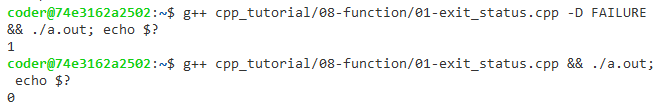 coder@74e3162a2502:~$ g++ cpp_tutorial/08-function/01-exit_status.cpp -D FAILURE
&& ./a.out; echo $?
1
coder@74e3162a2502:~$ g++ cpp_tutorial/08-function/01-exit_status.cpp && ./a.out;
 echo $?
0